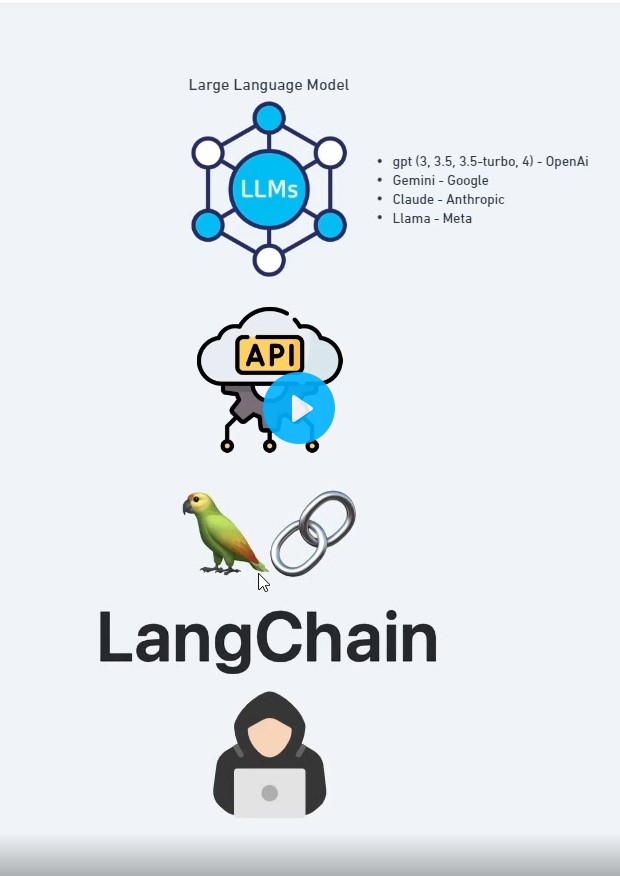 Large Language Model
LLMs
• gpt (3, 3.5, 3.5-turbo, 4) - OpenAi
• Gemini - Google
• Claude - Anthropic
• Llama - Meta
API
LangChain